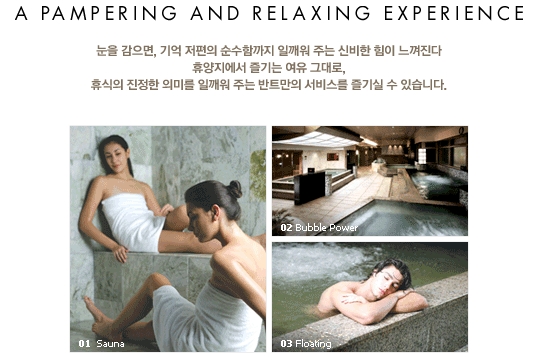 A PAMPERING AND RELAXING EXPERIENCE
눈을 감으면, 기억 저편의 순수함까지 일깨워 주는 신비한 힘이 느껴진다
휴양지에서 즐기는 여유 그대로,
휴식의 진정한 의미를 일깨워 주는 반트만의 서비스를 즐기실 수 있습니다.
02 Bubble Power
01 Sauna
03 Floating